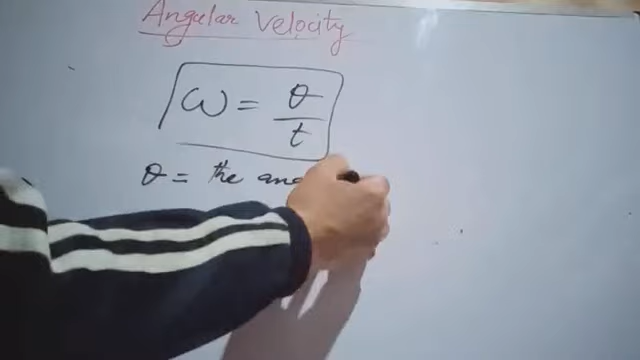 Angular Velocity
ω = θ/t
θ = the